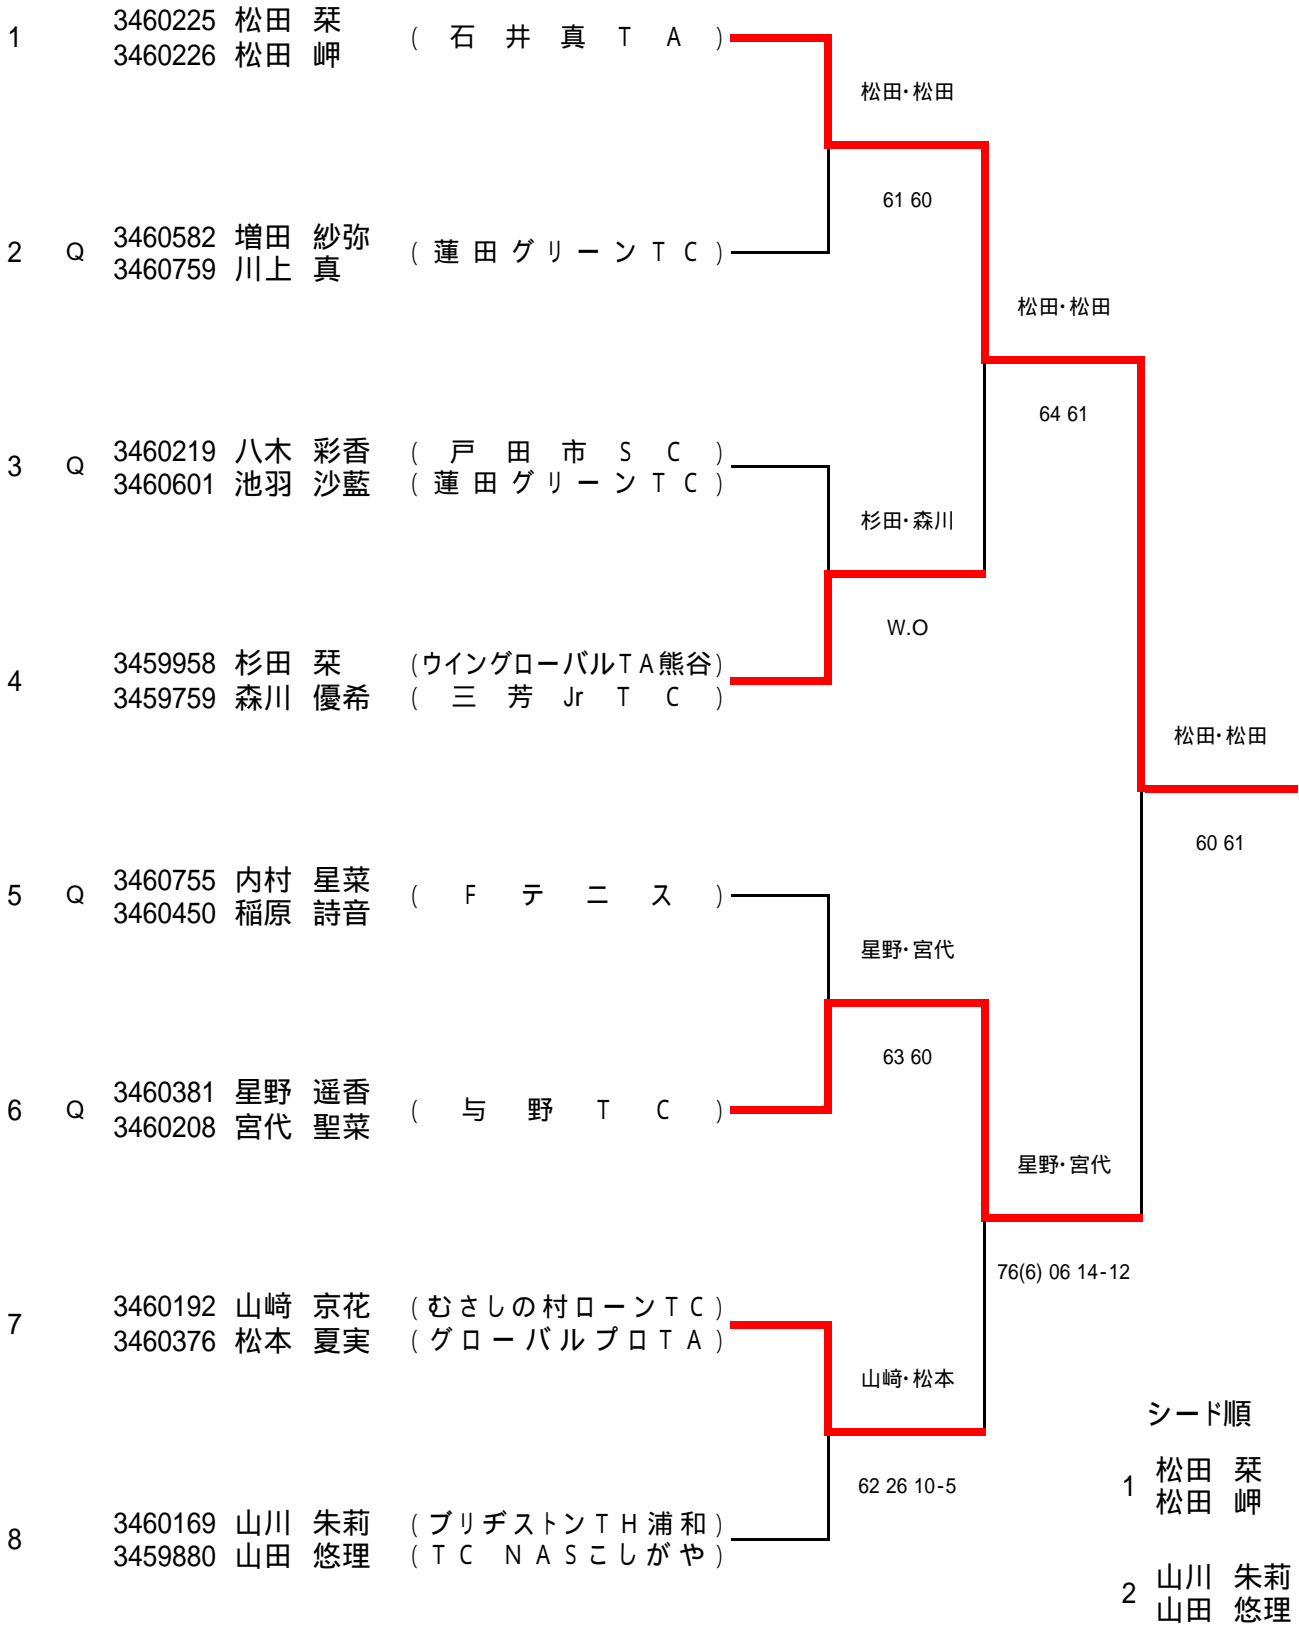 1 3460225 松田 栞 (石井真TA)
3460226 松田 岬
松田・松田
61 60
2 Q 3460582 増田 紗弥 (蓮田グリーンTC)
3460759 川上 真
松田・松田
64 61
3 Q 3460219 八木 彩香 (戸田市SC)
3460601 池羽 沙藍 (蓮田グリーンTC)
杉田・森川
W.O
4 3459958 杉田 栞 (ウイングローバルTA熊谷)
3459759 森川 優希 (三芳Jr TC)
松田・松田
60 61
5 Q 3460755 内村 星菜 (Fテニス)
3460450 稲原 詩音
星野・宮代
63 60
6 Q 3460381 星野 遥香 (与野TC)
3460208 宮代 聖菜
星野・宮代
76(6) 06 14-12
7 3460192 山﨑 京花 (むさしの村ローンTC)
3460376 松本 夏実 (グローバルプロTA)
山﨑・松本
62 26 10-5
8 3460169 山川 朱莉 (ブリヂストンTH浦和)
3459880 山田 悠理 (TC NASこしがや)
シード順
1 松田 栞
松田 岬
2 山川 朱莉
山田 悠理